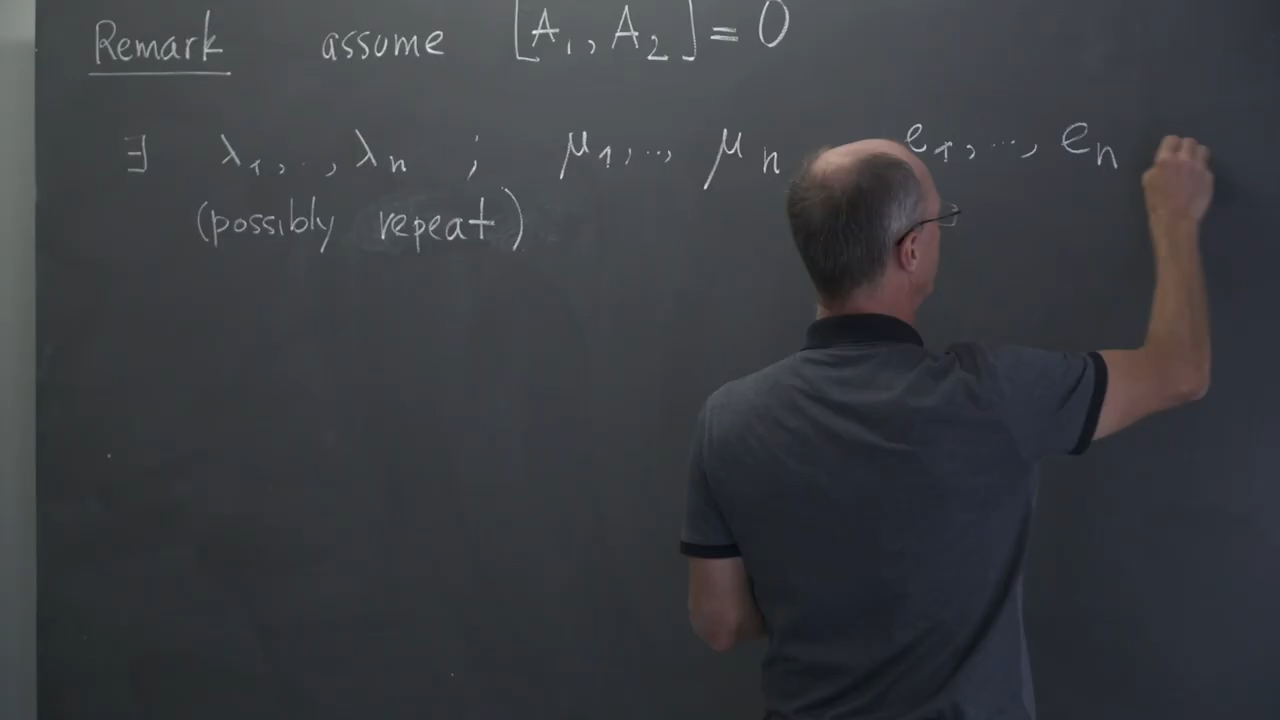 Remark assume [A₁, A₂] = 0
∃ λ₁, .. , λₙ ; μ₁, .., μₙ e₁, ..., eₙ
(possibly repeat)